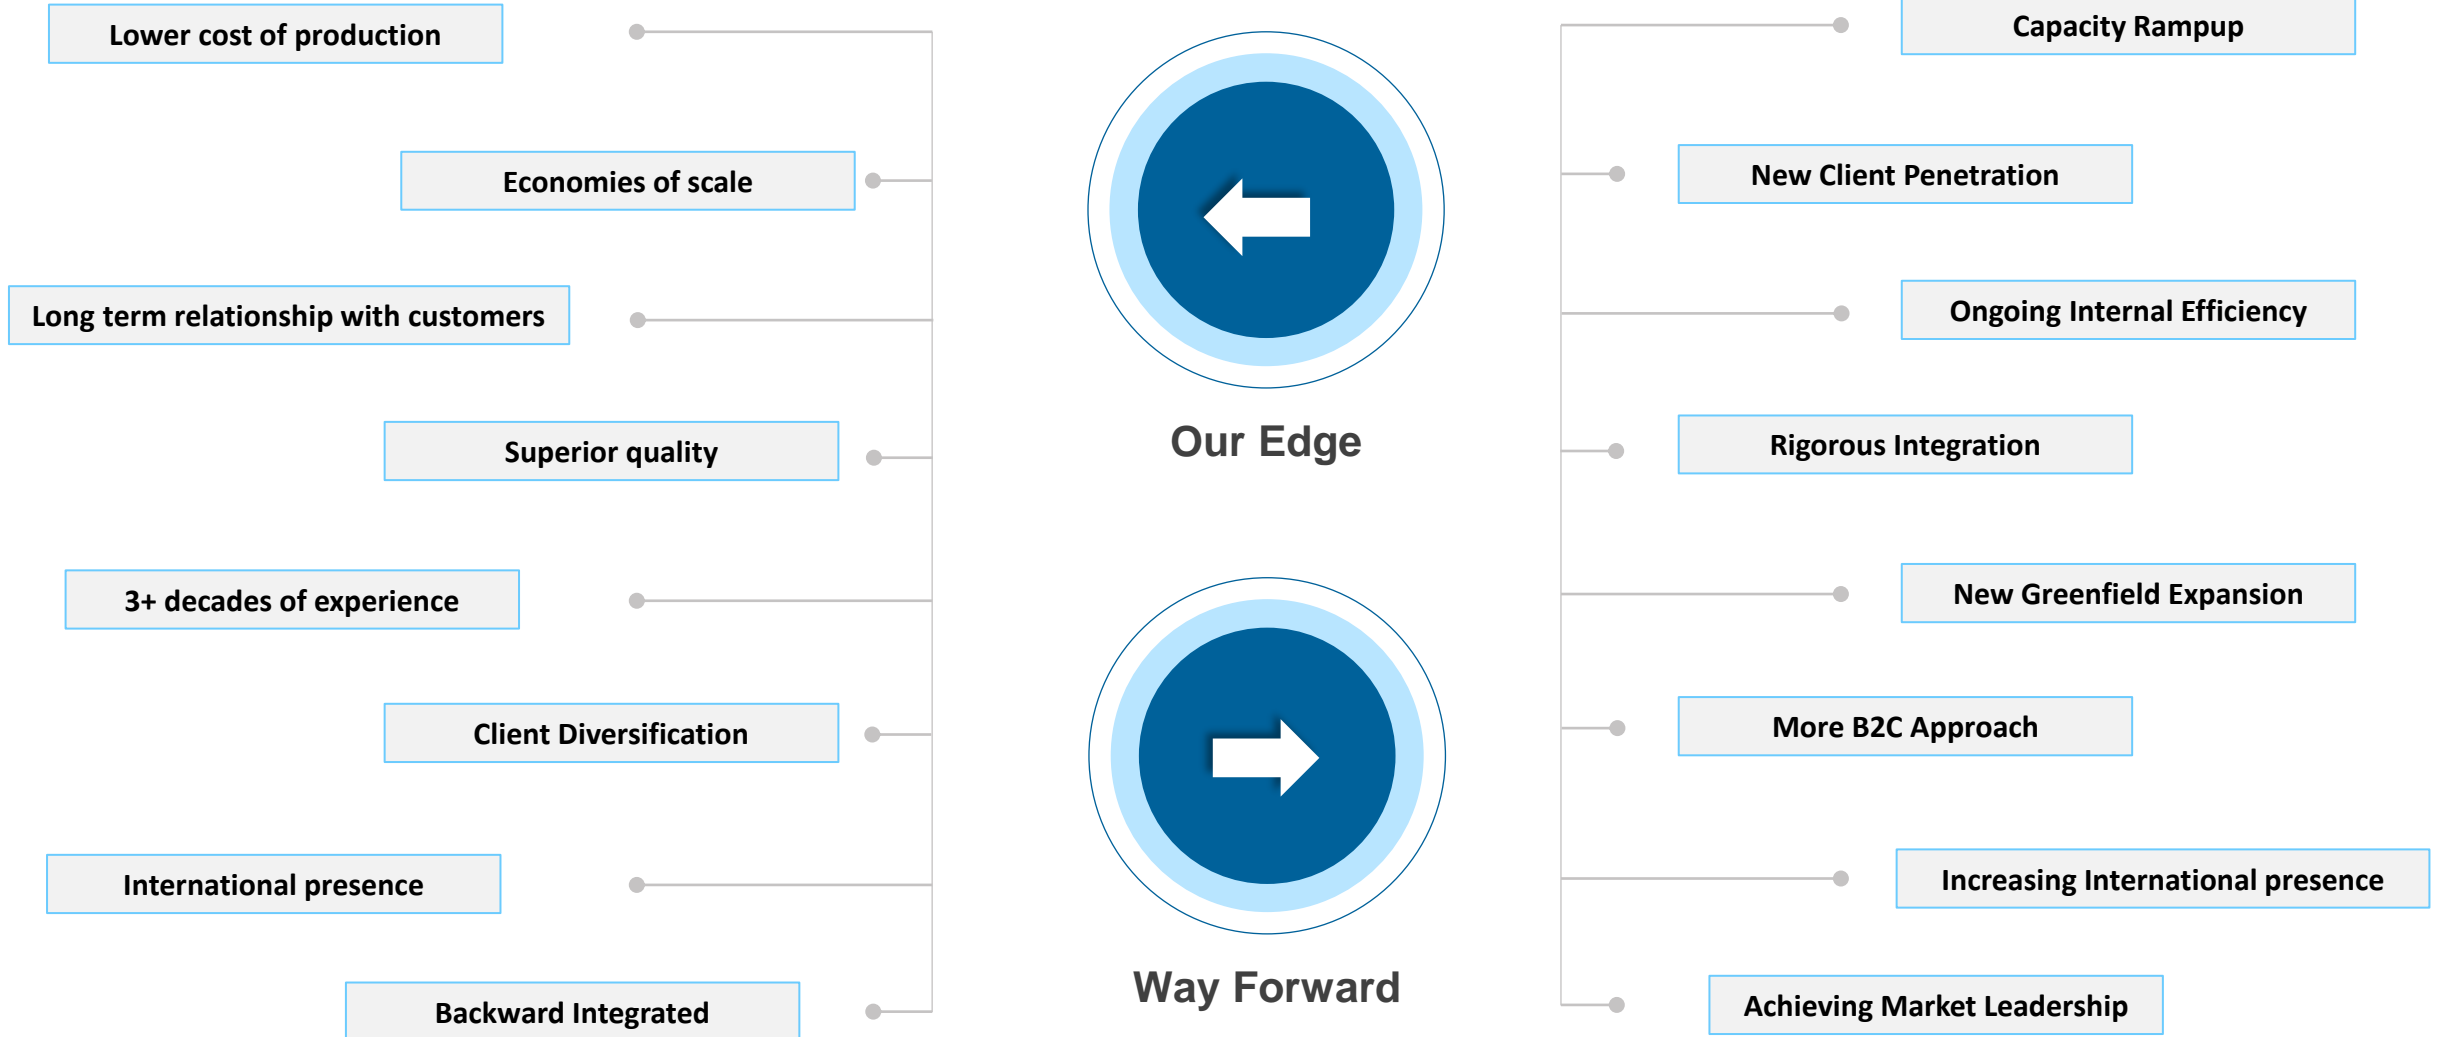 Lower cost of production
Economies of scale
Long term relationship with customers
Superior quality
3+ decades of experience
Client Diversification
International presence
Backward Integrated
Our Edge
Way Forward
Capacity Rampup
New Client Penetration
Ongoing Internal Efficiency
Rigorous Integration
New Greenfield Expansion
More B2C Approach
Increasing International presence
Achieving Market Leadership